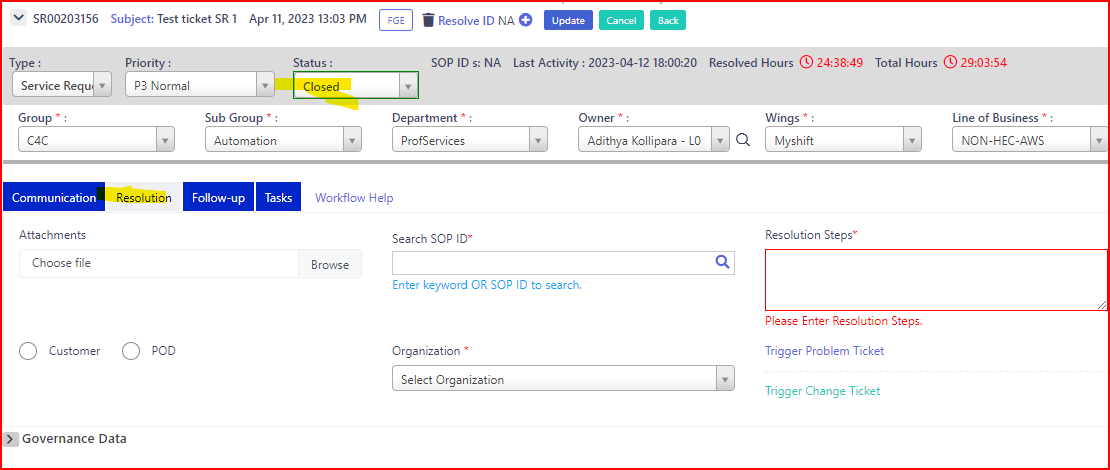 SR00203156 Subject: Test ticket SR 1 Apr 11, 2023 13:03 PM FGE Resolve ID NA Update Cancel Back
Type : Priority : Status : SOP ID s: NA Last Activity : 2023-04-12 18:00:20 Resolved Hours 24:38:49 Total Hours 29:03:54
Service Requ P3 Normal Closed
Group * : Sub Group * : Department * : Owner * : Wings * : Line of Business * :
C4C Automation ProfServices Adithya Kollipara - L0 Myshift NON-HEC-AWS
Communication Resolution Follow-up Tasks Workflow Help
Attachments Search SOP ID* Resolution Steps*
Choose file Browse
Enter keyword OR SOP ID to search.
Please Enter Resolution Steps.
Customer POD Organization * Trigger Problem Ticket
Select Organization
Trigger Change Ticket
Governance Data